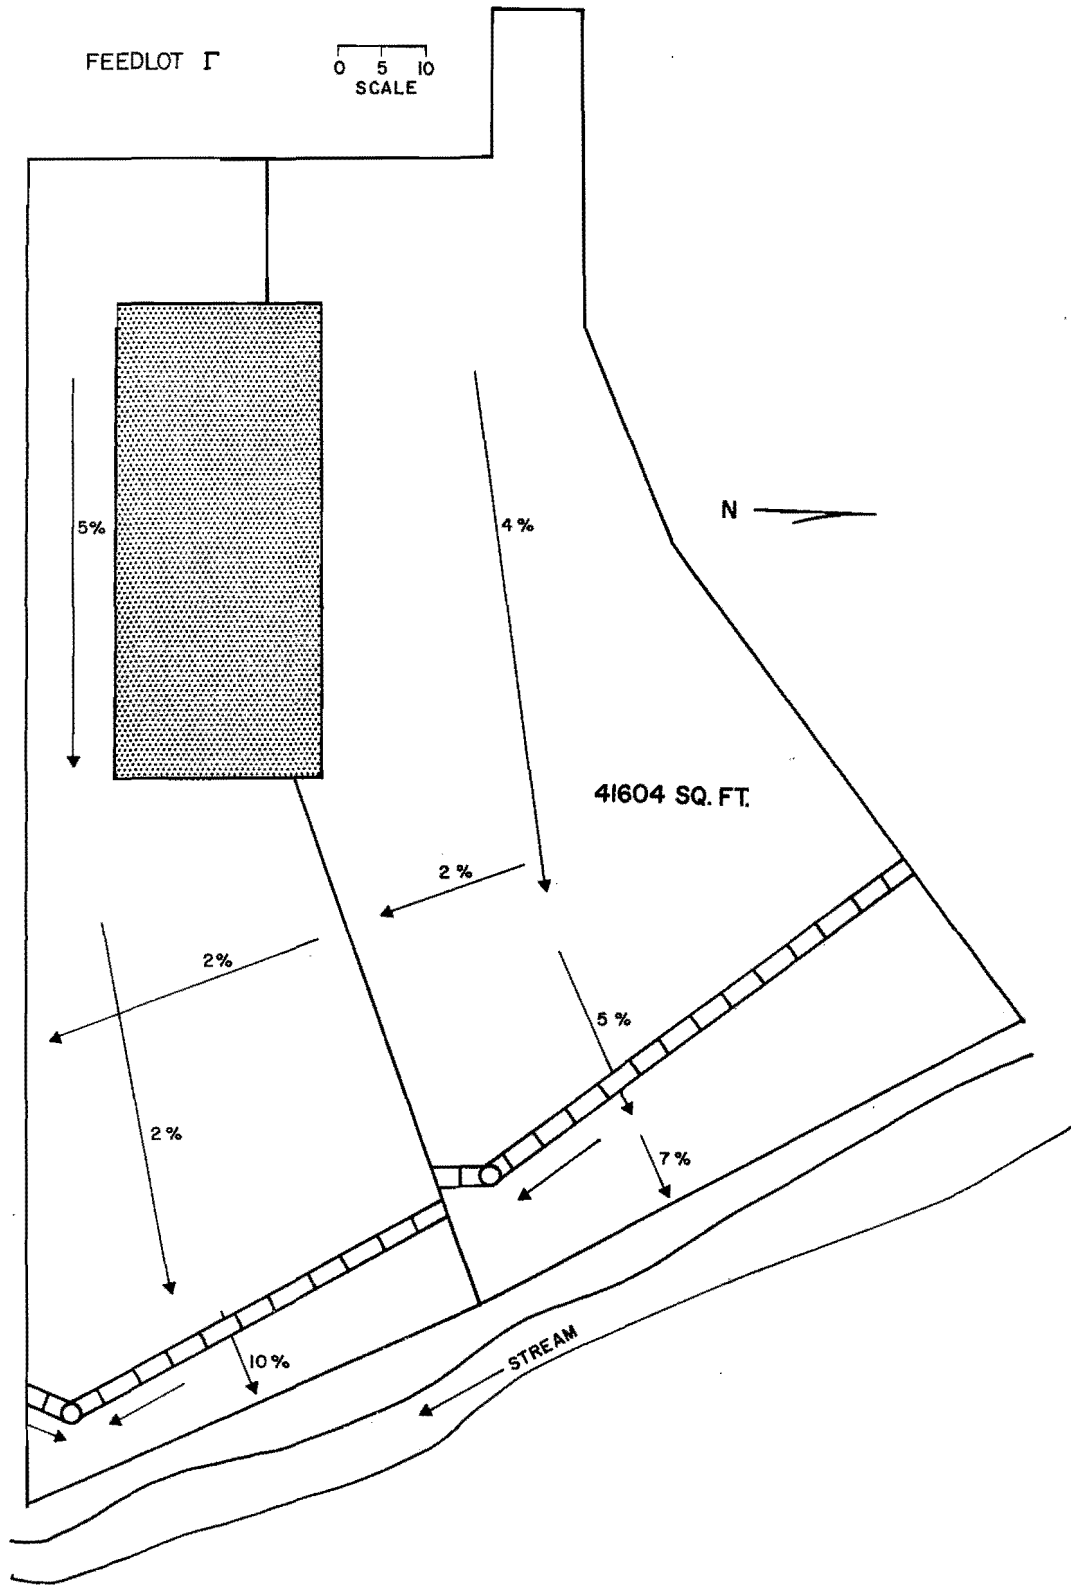 FEEDLOT Γ
0 5 10
SCALE
5%
4%
N
41604 SQ. FT.
2%
2%
5%
2%
7%
10%
STREAM